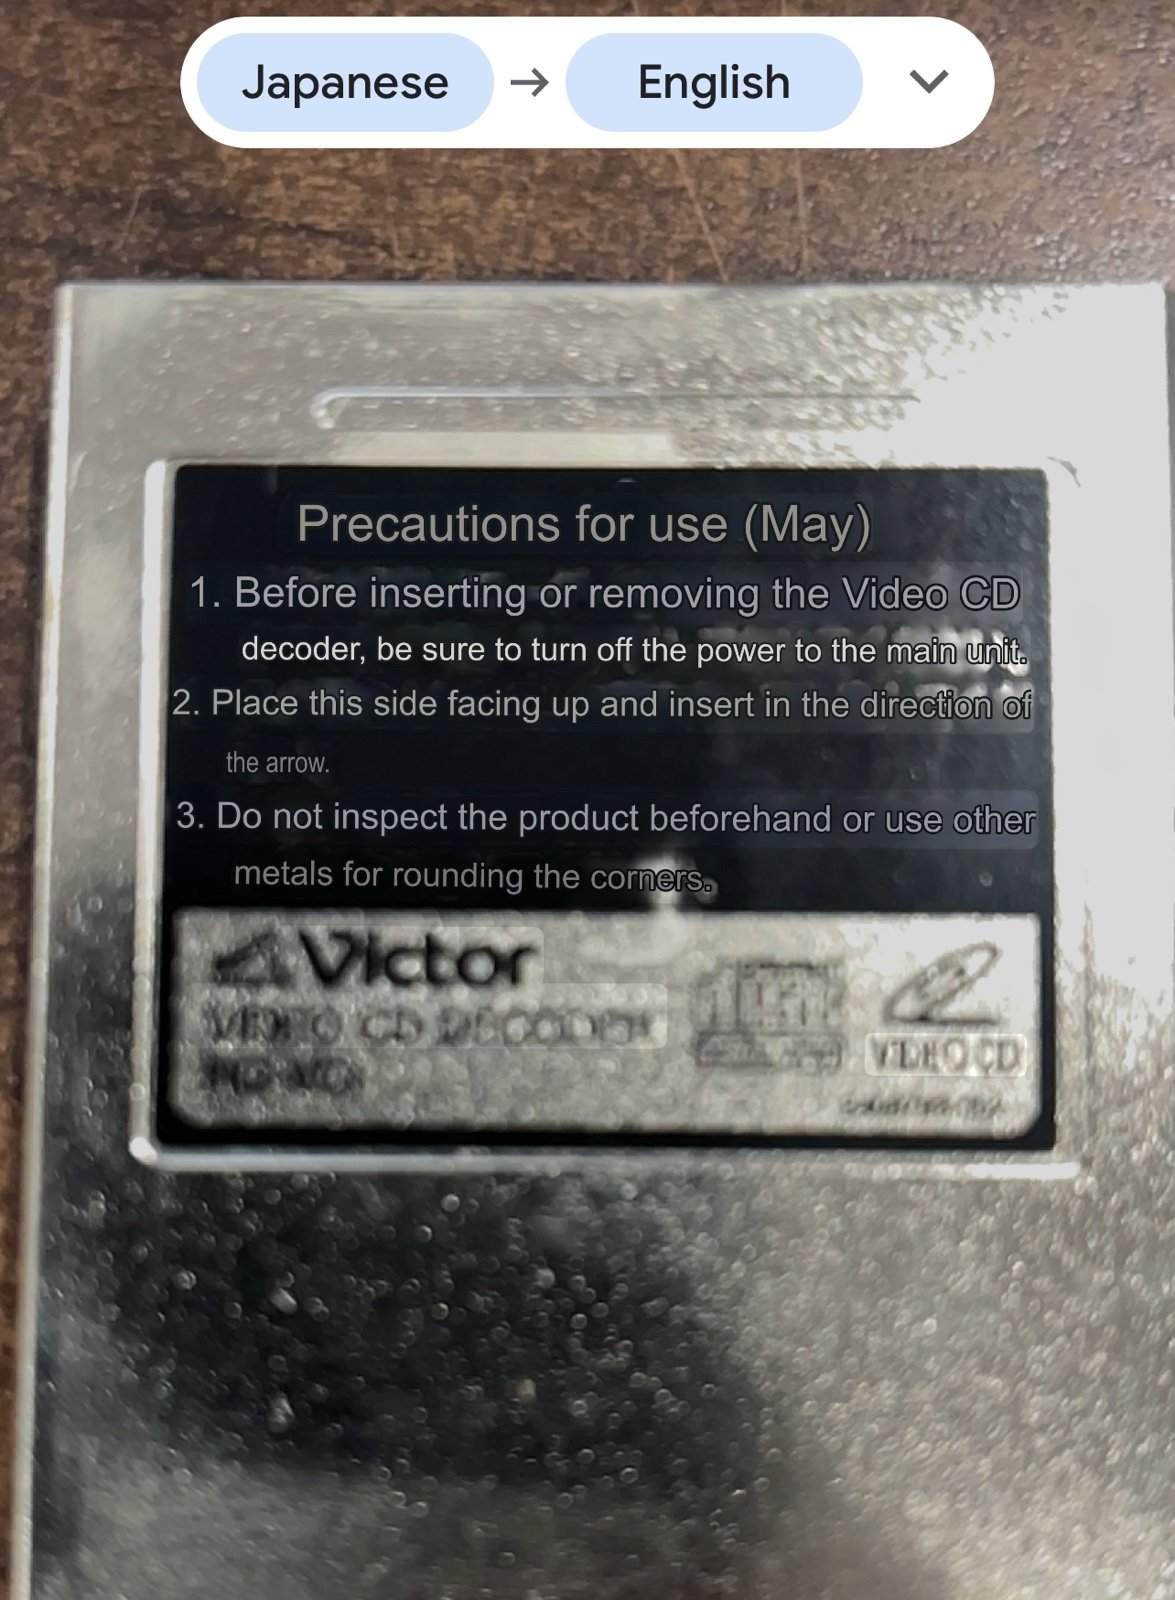 Japanese → English
Precautions for use (May)
1. Before inserting or removing the Video CD
decoder, be sure to turn off the power to the main unit.
2. Place this side facing up and insert in the direction of
the arrow.
3. Do not inspect the product beforehand or use other
metals for rounding the corners.
Victor
VIDEO CD DECODER
VIDEO CD